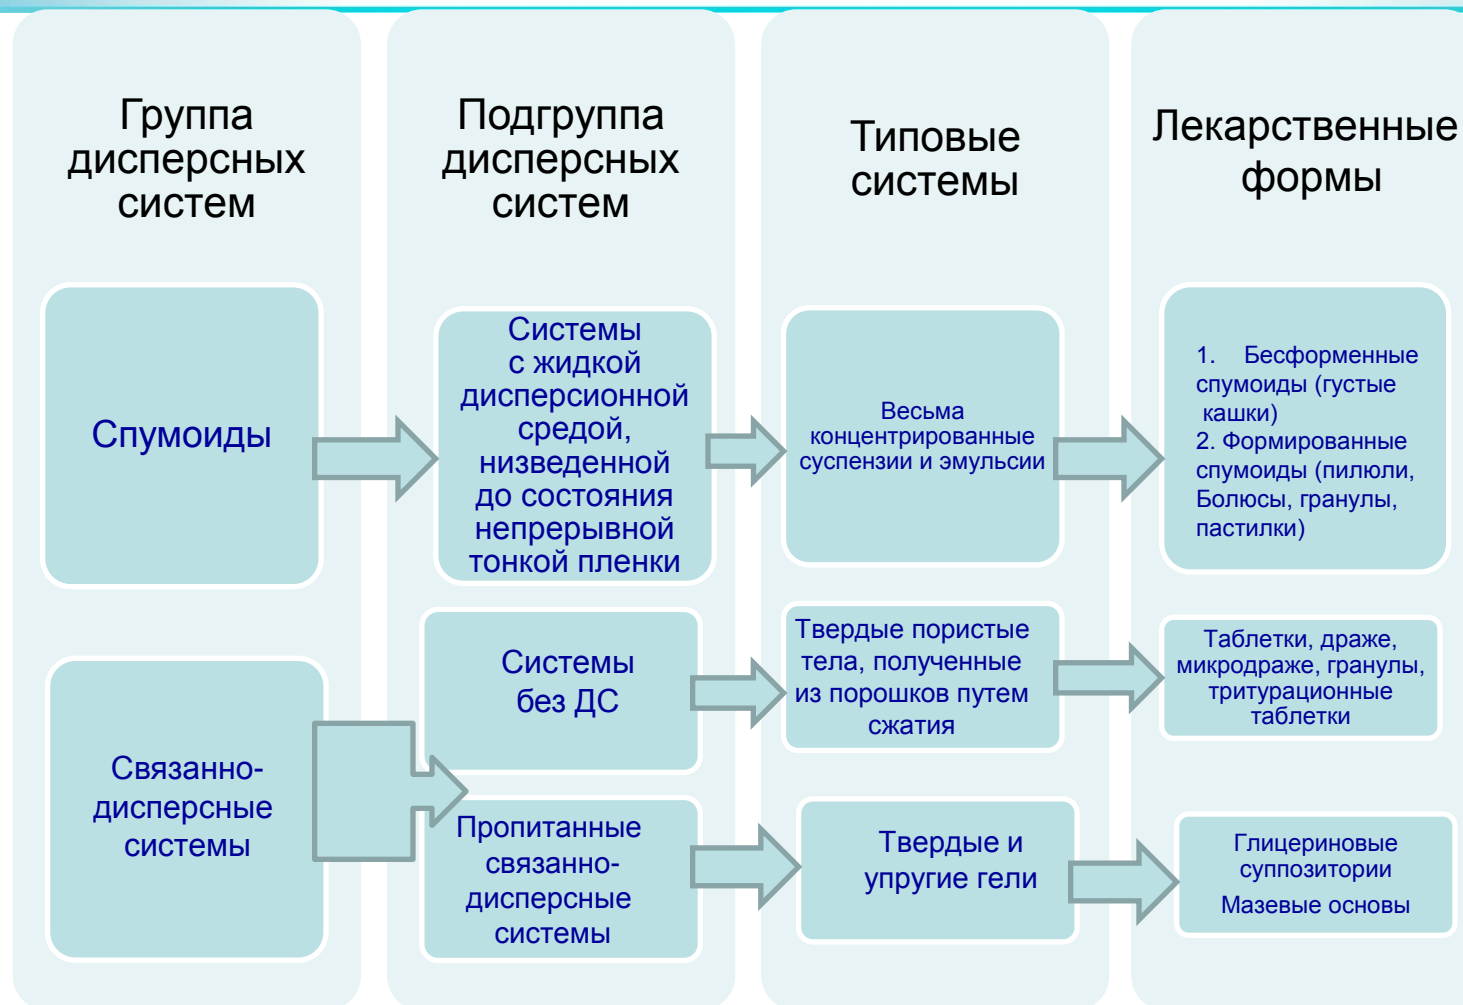 Группа
дисперсных
систем
Подгруппа
дисперсных
систем
Типовые
системы
Лекарственные
формы
Спумоиды
Системы
с жидкой
дисперсионной
средой,
низведенной
до состояния
непрерывной
тонкой пленки
Весьма
концентрированные
суспензии и эмульсии
1. Бесформенные
спумоиды (густые
кашки)
2. Формированные
спумоиды (пилюли,
Болюсы, гранулы,
пастилки)
Связанно-
дисперсные
системы
Системы
без ДС
Твердые пористые
тела, полученные
из порошков путем
сжатия
Таблетки, драже,
микродраже, гранулы,
тритурационные
таблетки
Пропитанные
связанно-
дисперсные
системы
Твердые и
упругие гели
Глицериновые
суппозитории
Мазевые основы